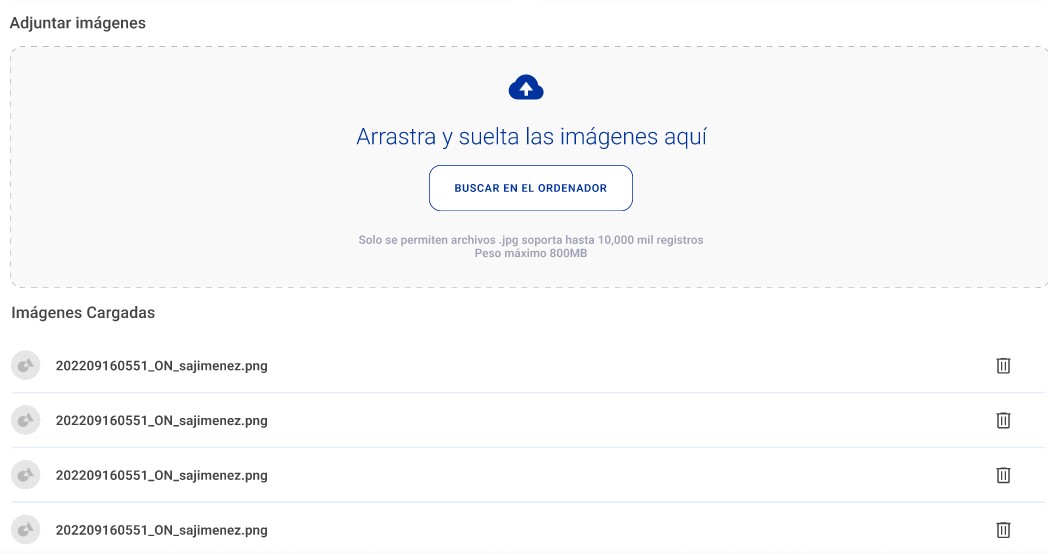 Adjuntar imágenes
Arrastra y suelta las imágenes aquí
BUSCAR EN EL ORDENADOR
Solo se permiten archivos .jpg soporta hasta 10,000 mil registros
Peso máximo 800MB
Imágenes Cargadas
202209160551_ON_sajimenez.png
202209160551_ON_sajimenez.png
202209160551_ON_sajimenez.png
202209160551_ON_sajimenez.png